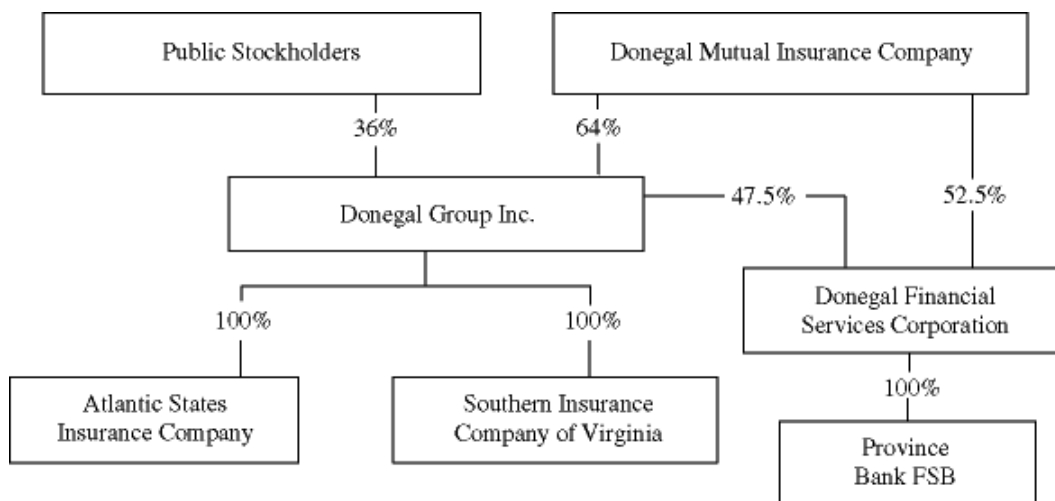 Public Stockholders
Donegal Mutual Insurance Company
36%
64%
Donegal Group Inc.
47.5%
52.5%
Donegal Financial
Services Corporation
100%
100%
100%
Atlantic States
Insurance Company
Southern Insurance
Company of Virginia
Province
Bank FSB